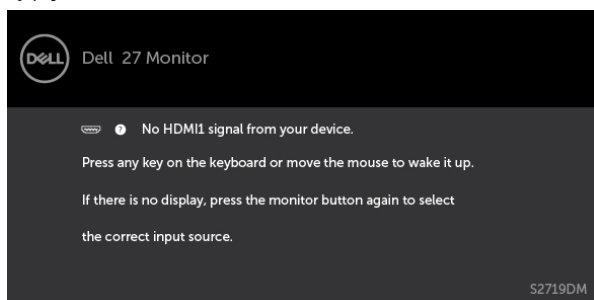 DELL
Dell 27 Monitor
? No HDMI1 signal from your device.
Press any key on the keyboard or move the mouse to wake it up.
If there is no display, press the monitor button again to select
the correct input source.
S2719DM